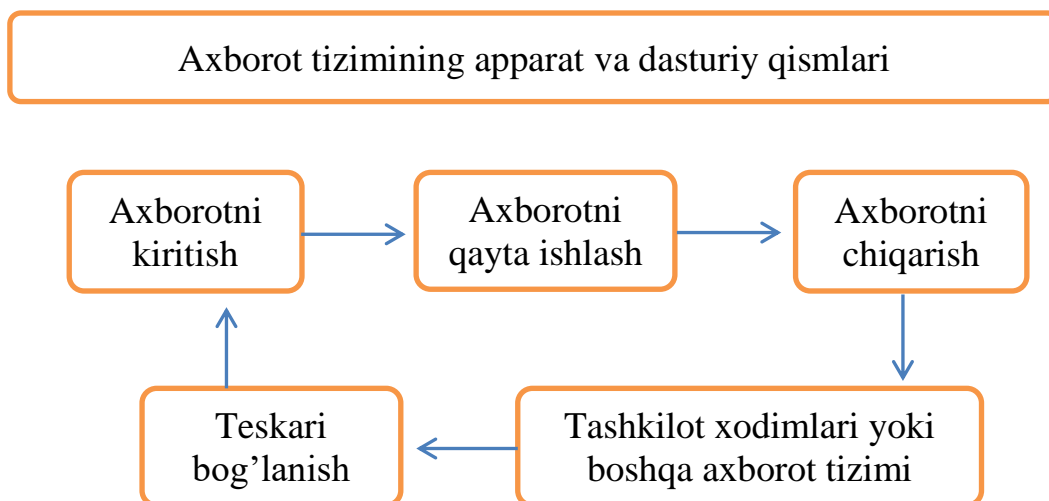 Axborot tizimining apparat va dasturiy qismlari
Axborotni
kiritish
Axborotni
qayta ishlash
Axborotni
chiqarish
Teskari
bog’lanish
Tashkilot xodimlari yoki
boshqa axborot tizimi